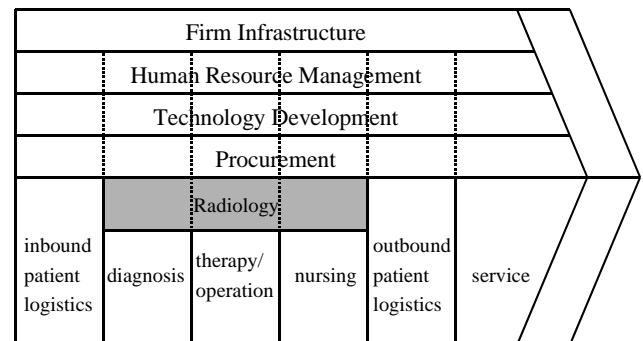 Firm Infrastructure
Human Resource Management
Technology Development
Procurement
Radiology
inbound
patient
logistics
diagnosis
therapy/
operation
nursing
outbound
patient
logistics
service